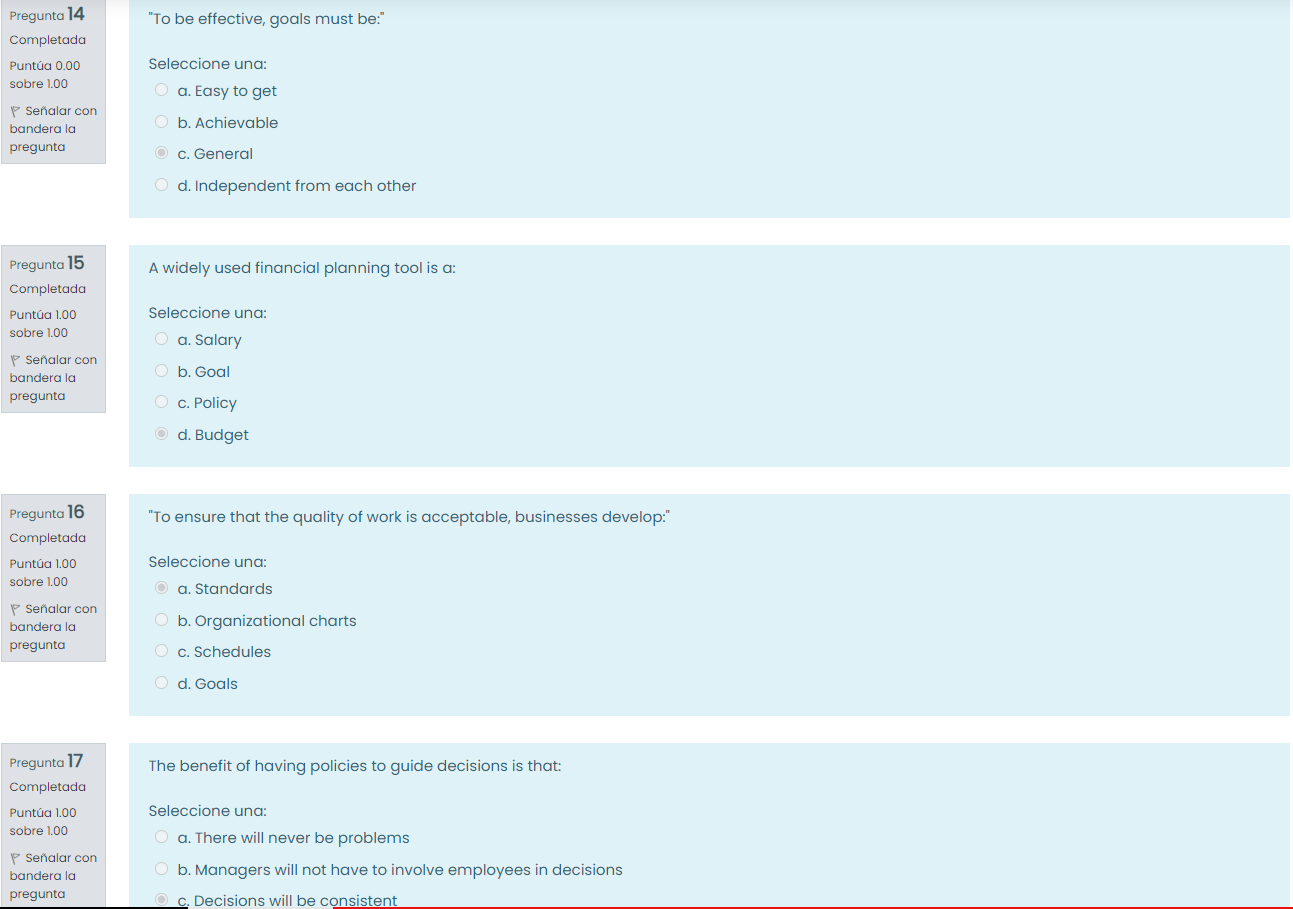 Pregunta 14
Completada
Puntúa 0.00
sobre 1.00
Señalar con
bandera la
pregunta
"To be effective, goals must be:"
Seleccione una:
a. Easy to get
b. Achievable
c. General
d. Independent from each other
Pregunta 15
Completada
Puntúa 1.00
sobre 1.00
Señalar con
bandera la
pregunta
A widely used financial planning tool is a:
Seleccione una:
a. Salary
b. Goal
c. Policy
d. Budget
Pregunta 16
Completada
Puntúa 1.00
sobre 1.00
Señalar con
bandera la
pregunta
"To ensure that the quality of work is acceptable, businesses develop:"
Seleccione una:
a. Standards
b. Organizational charts
c. Schedules
d. Goals
Pregunta 17
Completada
Puntúa 1.00
sobre 1.00
Señalar con
bandera la
pregunta
The benefit of having policies to guide decisions is that:
Seleccione una:
a. There will never be problems
b. Managers will not have to involve employees in decisions
c. Decisions will be consistent